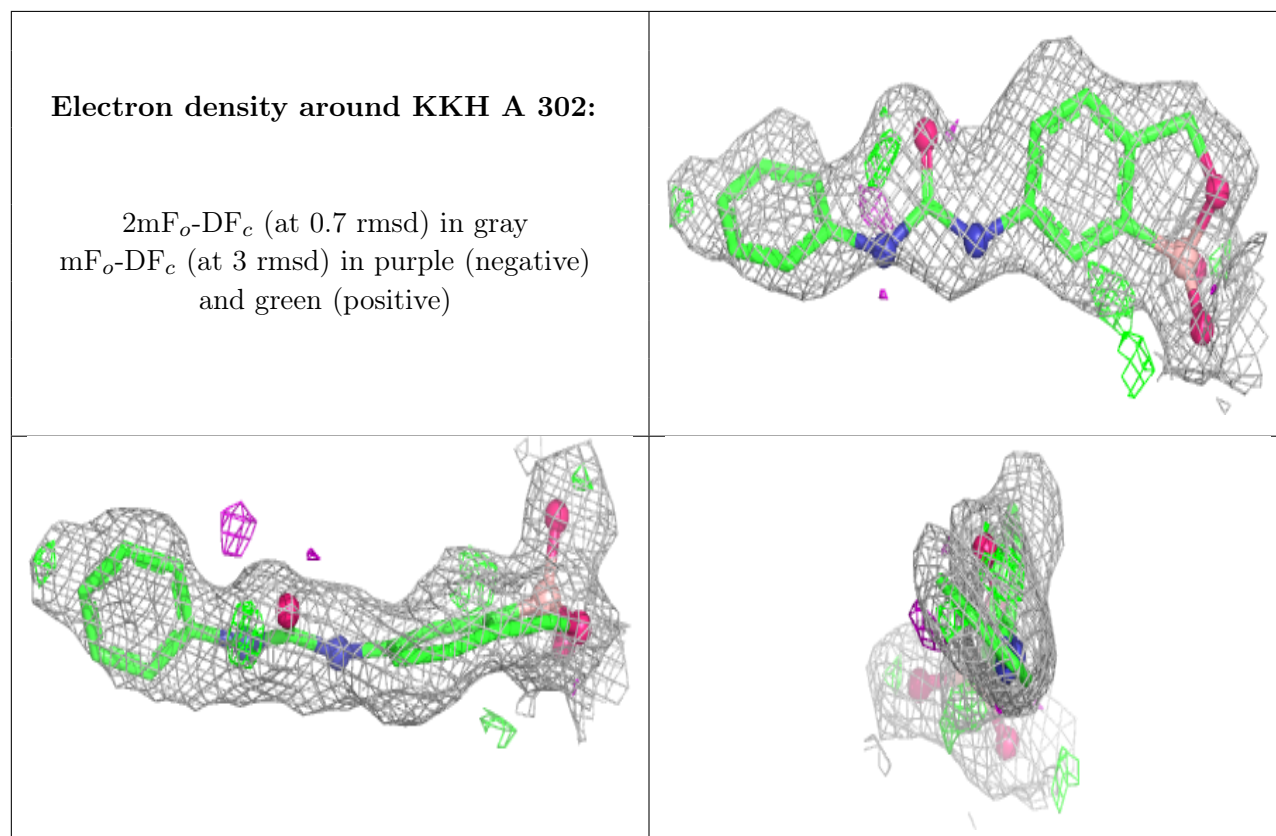 Electron density around KKH A 302:
2mFo-DFc (at 0.7 rmsd) in gray
mFo-DFc (at 3 rmsd) in purple (negative)
and green (positive)